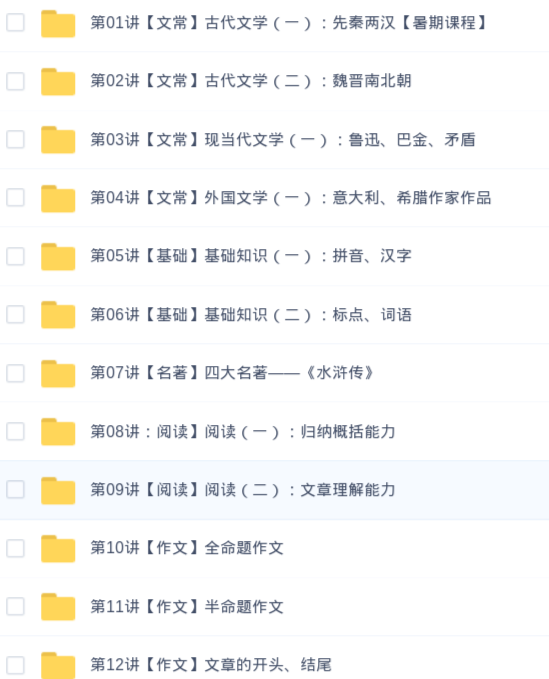 第01讲【文常】古代文学（一）：先秦两汉【暑期课程】
第02讲【文常】古代文学（二）：魏晋南北朝
第03讲【文常】现当代文学（一）：鲁迅、巴金、矛盾
第04讲【文常】外国文学（一）：意大利、希腊作家作品
第05讲【基础】基础知识（一）：拼音、汉字
第06讲【基础】基础知识（二）：标点、词语
第07讲【名著】四大名著——《水浒传》
第08讲：阅读】阅读（一）：归纳概括能力
第09讲【阅读】阅读（二）：文章理解能力
第10讲【作文】全命题作文
第11讲【作文】半命题作文
第12讲【作文】文章的开头、结尾